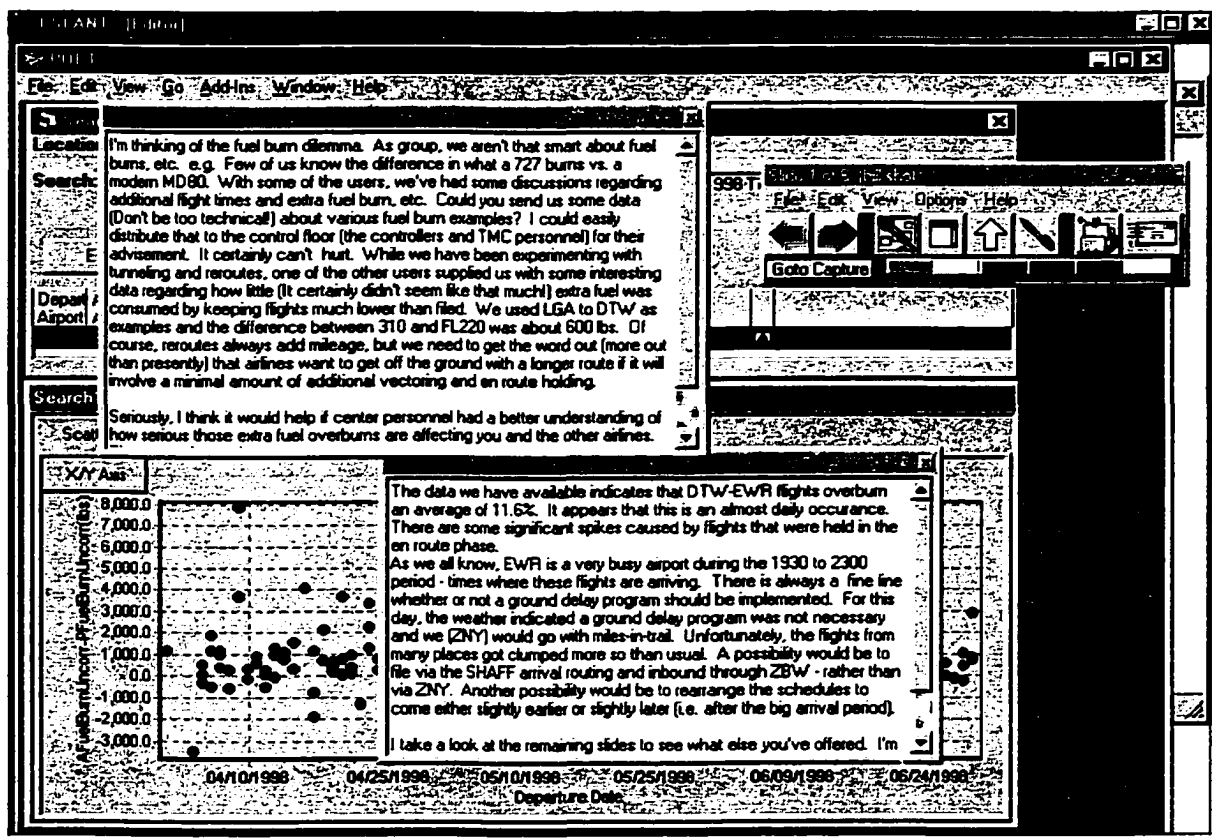 [Editor]
File Edit View Go Add-Ins Window Help
Location
Search
I'm thinking of the fuel burn dilemma. As group, we aren't that smart about fuel
burns, etc. e.g. Few of us know the difference in what a 727 burns vs. a
modern MD80. With some of the users, we've had some discussions regarding
additional flight times and extra fuel burn, etc. Could you send us some data
(Don't be too technical!) about various fuel burn examples? I could easily
distribute that to the control floor (the controllers and TMC personnel) for their
advisement. It certainly can't hurt. While we have been experimenting with
tunneling and reroutes, one of the other users supplied us with some interesting
data regarding how little (It certainly didn't seem like that much!) extra fuel was
consumed by keeping flights much lower than filed. We used LGA to DTW as
examples and the difference between 310 and FL220 was about 600 lbs. Of
course, reroutes always add mileage, but we need to get the word out (more out
than presently) that airlines want to get off the ground with a longer route if it will
involve a minimal amount of additional vectoring and en route holding.
Seriously, I think it would help if center personnel had a better understanding of
how serious those extra fuel overburns are affecting you and the other airlines.
998
File Edit View Options Help
Goto Capture
Depart
Airport
Search
Scat
X/Y Axis
The data we have available indicates that DTW-EWR flights overburn
an average of 11.6%. It appears that this is an almost daily occurance.
There are some significant spikes caused by flights that were held in the
en route phase.
As we all know, EWR is a very busy airport during the 1930 to 2300
period - times where these flights are arriving. There is always a fine line
whether or not a ground delay program should be implemented. For this
day, the weather indicated a ground delay program was not necessary
and we (ZNY) would go with miles-in-trail. Unfortunately, the flights from
many places got clumped more so than usual. A possibility would be to
file via the SHAFF arrival routing and inbound through ZBW - rather than
via ZNY. Another possibility would be to rearrange the schedules to
come either slightly earlier or slightly later (i.e. after the big arrival period).
I take a look at the remaining slides to see what else you've offered. I'm
AFuelBurnUncorr-PFuelBurnUncorr(lbs)
8,000.0
7,000.0
6,000.0
5,000.0
4,000.0
3,000.0
2,000.0
1,000.0
0.0
-1,000.0
-2,000.0
-3,000.0
04/10/1998 04/25/1998 05/10/1998 05/25/1998 06/09/1998 06/24/1998
Departure Date